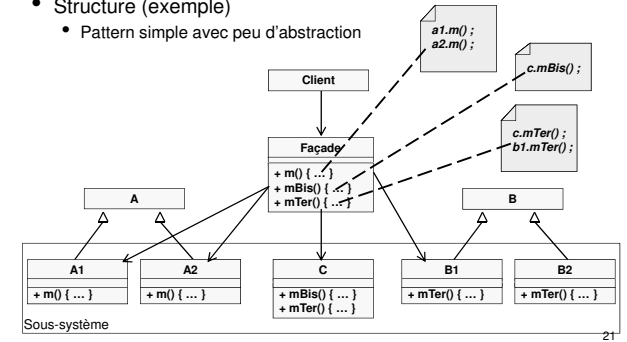 • Structure (exemple)
• Pattern simple avec peu d'abstraction
a1.m() ;
a2.m() ;
c.mBis() ;
c.mTer() ;
b1.mTer() ;
Client
Façade
+ m() { ... }
+ mBis() { ... }
+ mTer() { ... }
A
B
A1
+ m() { ... }
A2
+ m() { ... }
C
+ mBis() { ... }
+ mTer() { ... }
B1
+ mTer() { ... }
B2
+ mTer() { ... }
Sous-système
21